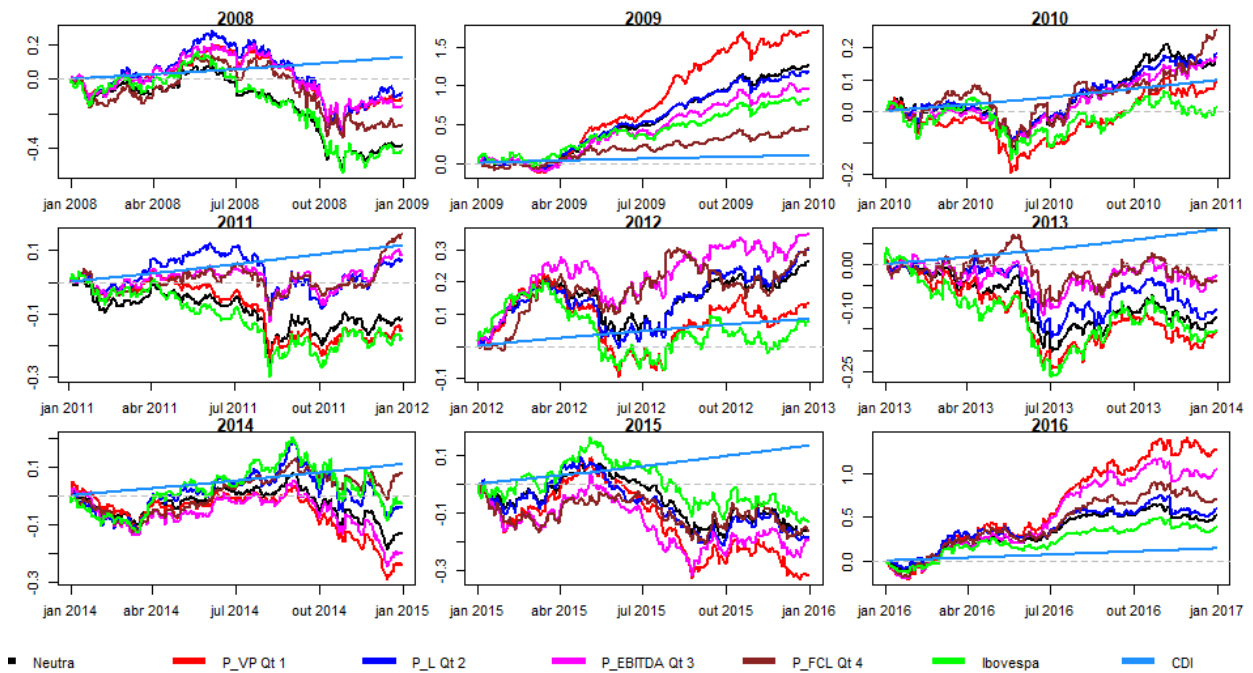 2008 2009 2010
0.2
0.0
-0.4
1.5
1.0
0.5
0.0
0.2
0.1
0.0
-0.2
jan 2008 abr 2008 jul 2008 out 2008 jan 2009
jan 2009 abr 2009 jul 2009 out 2009 jan 2010
jan 2010 abr 2010 jul 2010 out 2010 jan 2011
2011 2012 2013
0.1
-0.1
-0.3
0.3
0.2
0.1
-0.1
0.00
-0.10
-0.25
jan 2011 abr 2011 jul 2011 out 2011 jan 2012
jan 2012 abr 2012 jul 2012 out 2012 jan 2013
jan 2013 abr 2013 jul 2013 out 2013 jan 2014
2014 2015 2016
0.1
-0.1
-0.3
0.1
-0.1
-0.3
1.0
0.5
0.0
jan 2014 abr 2014 jul 2014 out 2014 jan 2015
jan 2015 abr 2015 jul 2015 out 2015 jan 2016
jan 2016 abr 2016 jul 2016 out 2016 jan 2017
Neutra P_VP Qt 1 P_L Qt 2 P_EBITDA Qt 3 P_FCL Qt 4 Ibovespa CDI